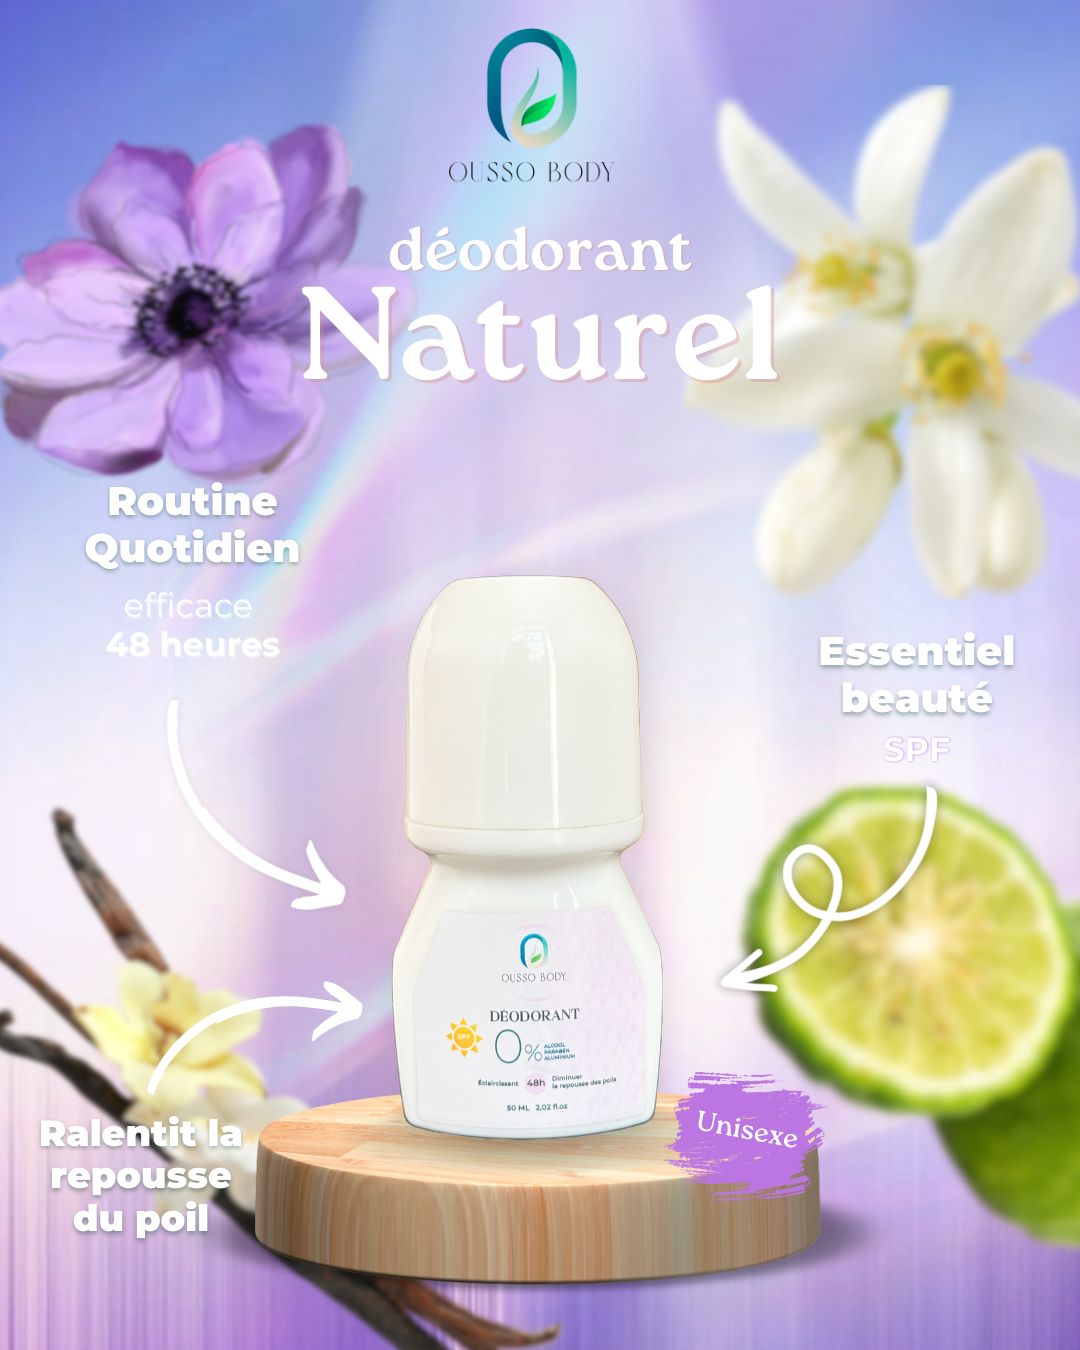 OUSSO BODY
déodorant
Naturel
Routine
Quotidien
efficace
48 heures
Essentiel
beauté
SPF
OUSSO BODY
DÉODORANT
SPF
0%
ALCOOL
PARABEN
ALUMINIUM
Éclaircissant
48h
Diminuer
la repousse des poils
50 ML 2,02 fl.oz
Unisexe
Ralentit la
repousse
du poil